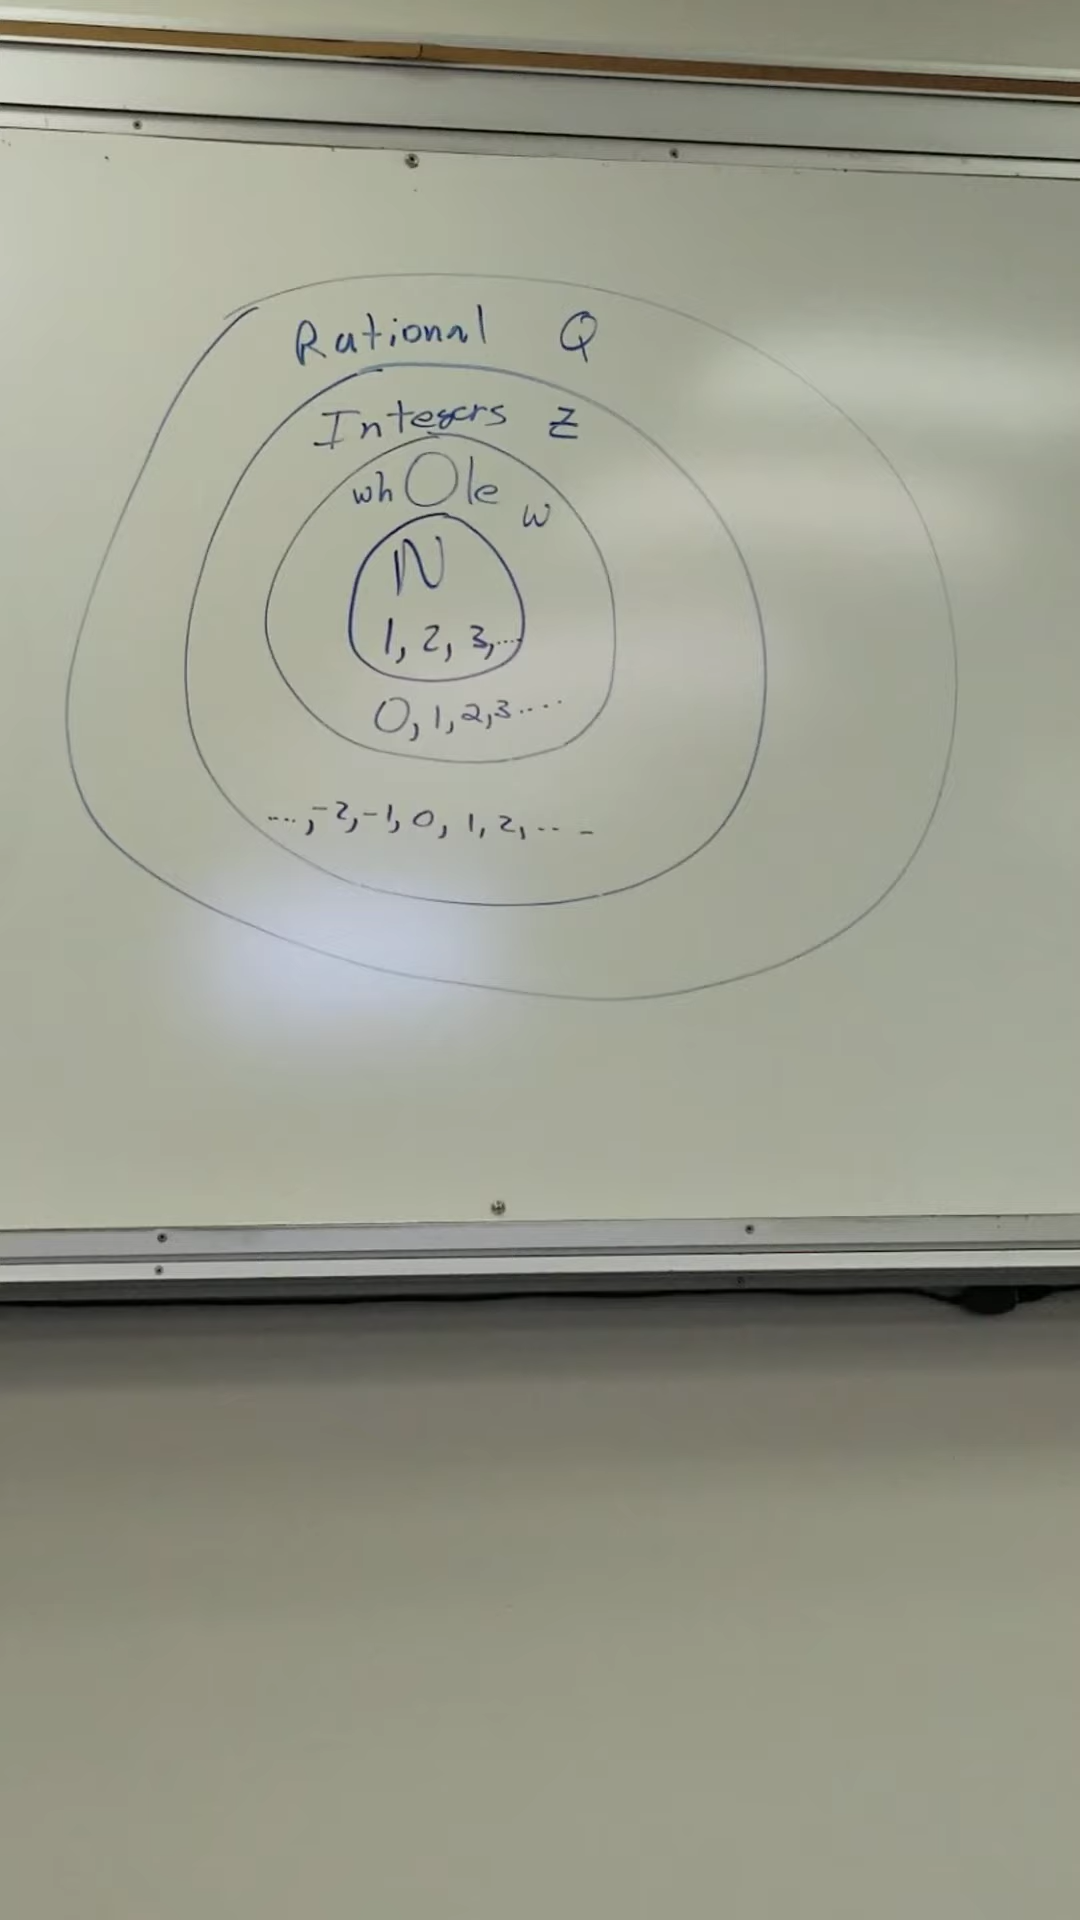 Rational Q
Integers Z
whOle w
N
1, 2, 3, ...
0, 1, 2, 3 ....
..., -2, -1, 0, 1, 2, ... -